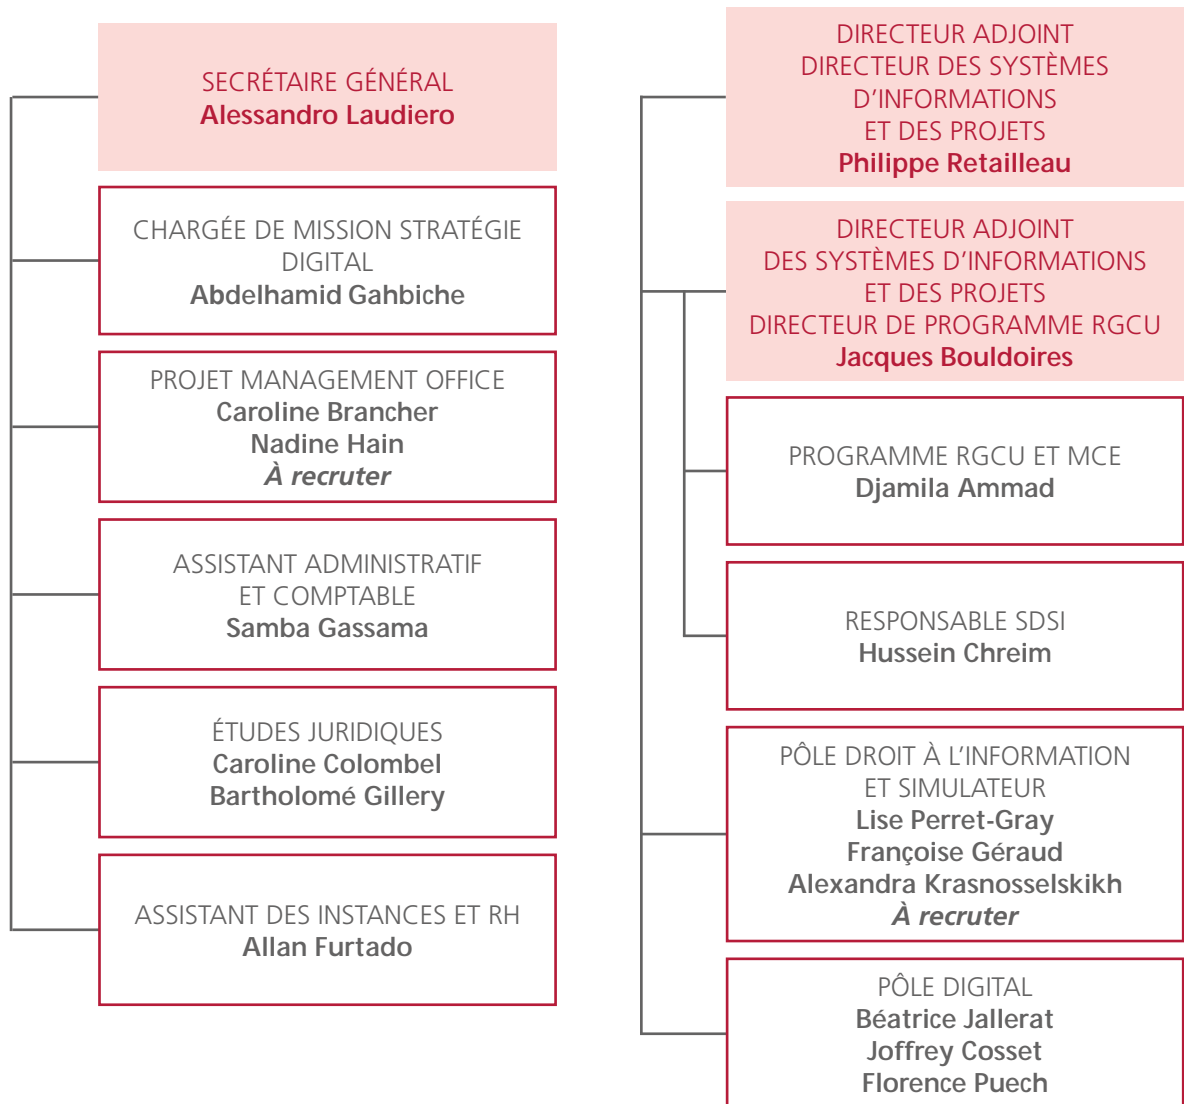 SECRÉTAIRE GÉNÉRAL
Alessandro Laudiero
CHARGÉE DE MISSION STRATÉGIE
DIGITAL
Abdelhamid Gahbiche
PROJET MANAGEMENT OFFICE
Caroline Brancher
Nadine Hain
À recruter
ASSISTANT ADMINISTRATIF
ET COMPTABLE
Samba Gassama
ÉTUDES JURIDIQUES
Caroline Colombel
Bartholomé Gillery
ASSISTANT DES INSTANCES ET RH
Allan Furtado
DIRECTEUR ADJOINT
DIRECTEUR DES SYSTÈMES
D’INFORMATIONS
ET DES PROJETS
Philippe Retailleau
DIRECTEUR ADJOINT
DES SYSTÈMES D’INFORMATIONS
ET DES PROJETS
DIRECTEUR DE PROGRAMME RGCU
Jacques Bouldoires
PROGRAMME RGCU ET MCE
Djamila Ammad
RESPONSABLE SDSI
Hussein Chreim
PÔLE DROIT À L’INFORMATION
ET SIMULATEUR
Lise Perret-Gray
Françoise Géraud
Alexandra Krasnosselskikh
À recruter
PÔLE DIGITAL
Béatrice Jallerat
Joffrey Cosset
Florence Puech